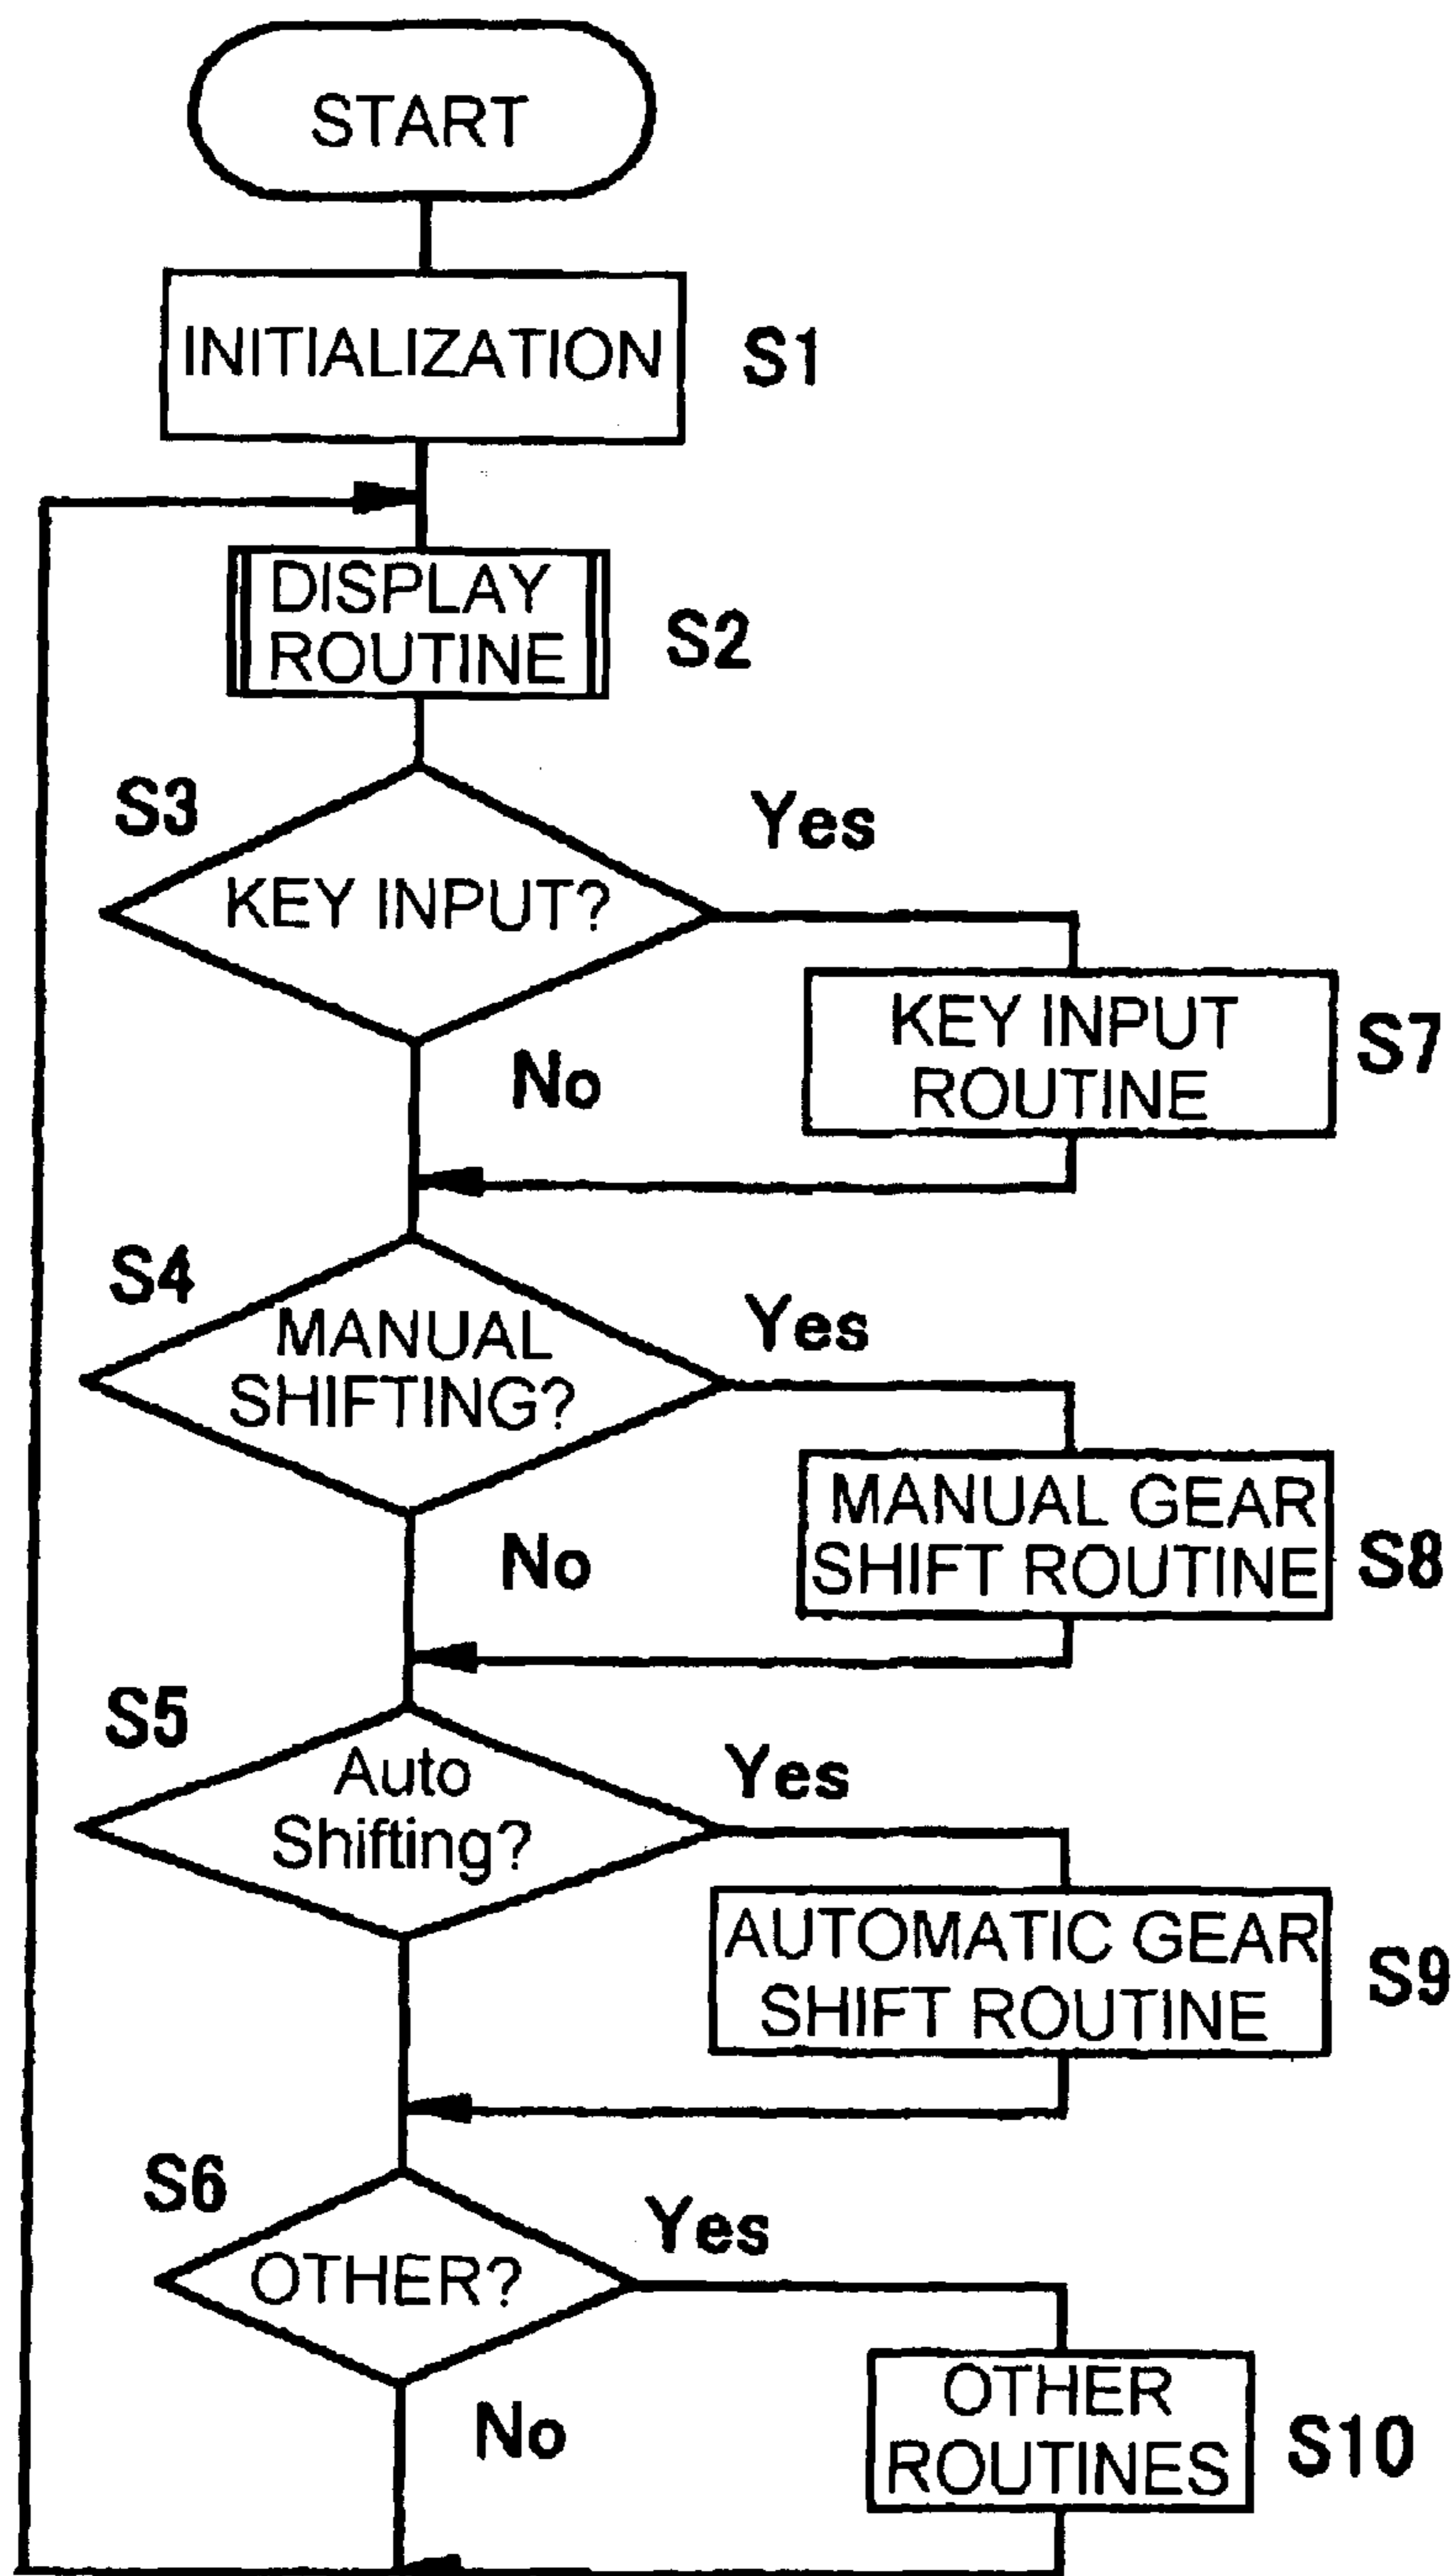 START
INITIALIZATION
S1
DISPLAY
ROUTINE
S2
S3
KEY INPUT?
Yes
No
KEY INPUT
ROUTINE
S7
S4
MANUAL
SHIFTING?
Yes
No
MANUAL GEAR
SHIFT ROUTINE
S8
S5
Auto
Shifting?
Yes
AUTOMATIC GEAR
SHIFT ROUTINE
S9
S6
OTHER?
Yes
No
OTHER
ROUTINES
S10